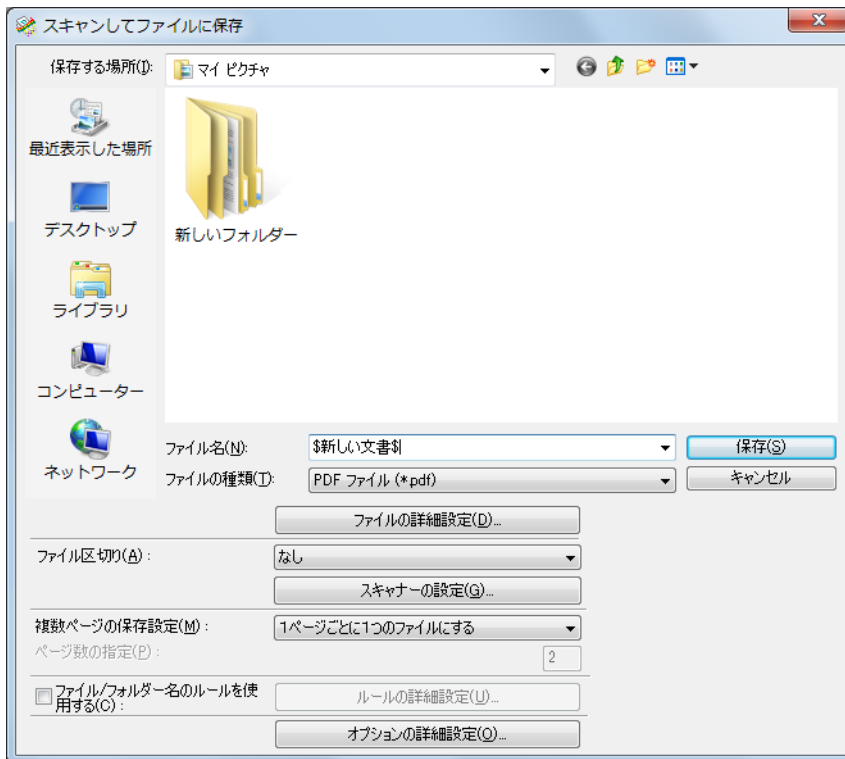 スキャンしてファイルに保存
保存する場所(I):
マイ ピクチャ
最近表示した場所
デスクトップ
ライブラリ
コンピューター
ネットワーク
新しいフォルダー
ファイル名(N):
$新しい文書$
保存(S)
ファイルの種類(T):
PDF ファイル (*pdf)
キャンセル
ファイルの詳細設定(D)...
ファイル区切り(A) :
なし
スキャナーの設定(G)...
複数ページの保存設定(M) :
1ページごとに1つのファイルにする
ページ数の指定(P) :
2
ファイル/フォルダー名のルールを使
用する(C) :
ルールの詳細設定(U)...
オプションの詳細設定(O)...